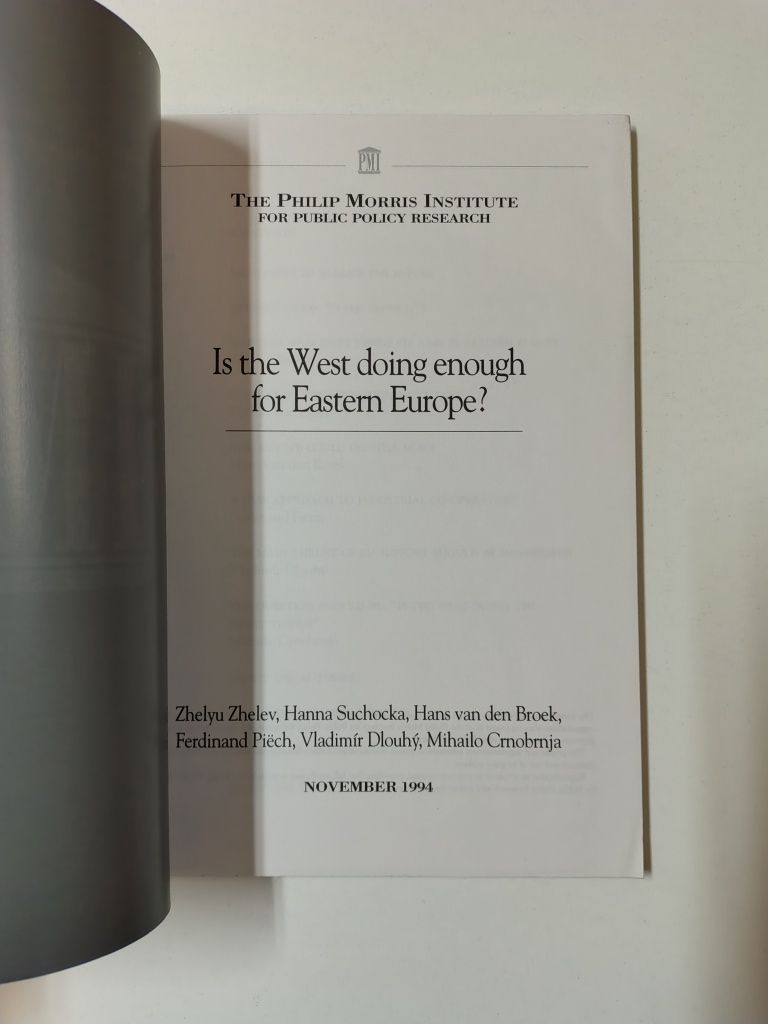 PMI
THE PHILIP MORRIS INSTITUTE
FOR PUBLIC POLICY RESEARCH
Is the West doing enough
for Eastern Europe?
Zhelyu Zhelev, Hanna Suchocka, Hans van den Broek,
Ferdinand Piëch, Vladimír Dlouhý, Mihailo Crnobrnja
NOVEMBER 1994